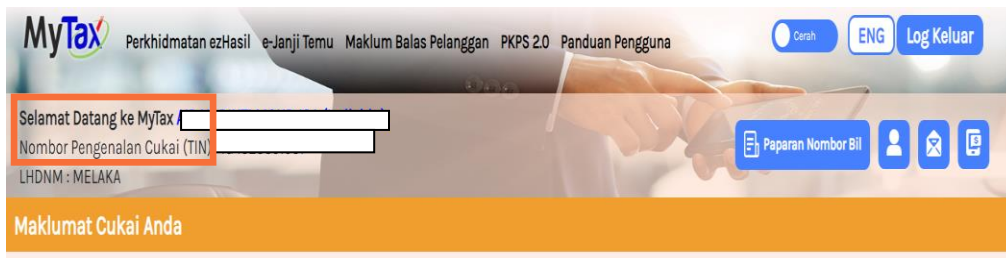 MyTax Perkhidmatan ezHasil e-Janji Temu Maklum Balas Pelanggan PKPS 2.0 Panduan Pengguna Cerah ENG Log Keluar
Selamat Datang ke MyTax
Nombor Pengenalan Cukai (TIN)
Paparan Nombor Bil
LHDNM : MELAKA
Maklumat Cukai Anda